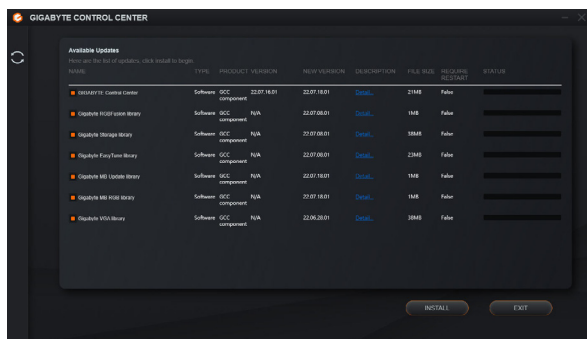 GIGABYTE CONTROL CENTER
Available Updates
Here are the list of updates, click install to begin
NAME TYPE PRODUCT VERSION NEW VERSION DESCRIPTION FILE SIZE REQUIRE RESTART STATUS
GIGABYTE Control Center Software GCC component 22.07.16.01 22.07.18.01 Detail... 21MB False
Gigabyte RGBFusion library Software GCC component N/A 22.07.08.01 Detail... 1MB False
Gigabyte Storage library Software GCC component N/A 22.07.08.01 Detail... 38MB False
Gigabyte EasyTune library Software GCC component N/A 22.07.08.01 Detail... 23MB False
Gigabyte MB Update library Software GCC component N/A 22.07.18.01 Detail... 1MB False
Gigabyte MB RGB library Software GCC component N/A 22.07.18.01 Detail... 1MB False
Gigabyte VGA library Software GCC component N/A 22.06.28.01 Detail... 38MB False
INSTALL EXIT